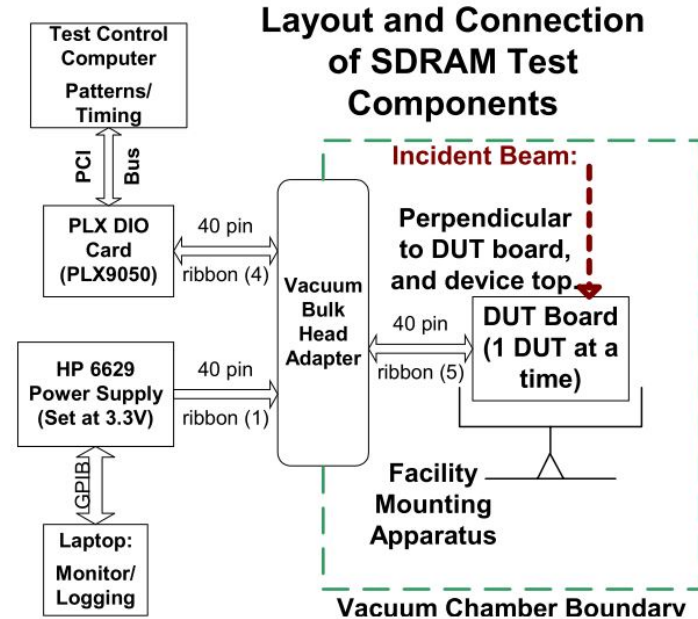 Layout and Connection
of SDRAM Test
Components
Test Control
Computer
Patterns/
Timing
PCI
Bus
PLX DIO
Card
(PLX9050)
40 pin
ribbon (4)
HP 6629
Power Supply
(Set at 3.3V)
40 pin
ribbon (1)
GPIB
Laptop:
Monitor/
Logging
Vacuum
Bulk
Head
Adapter
40 pin
ribbon (5)
Incident Beam:
Perpendicular
to DUT board,
and device top.
DUT Board
(1 DUT at a
time)
Facility
Mounting
Apparatus
Vacuum Chamber Boundary